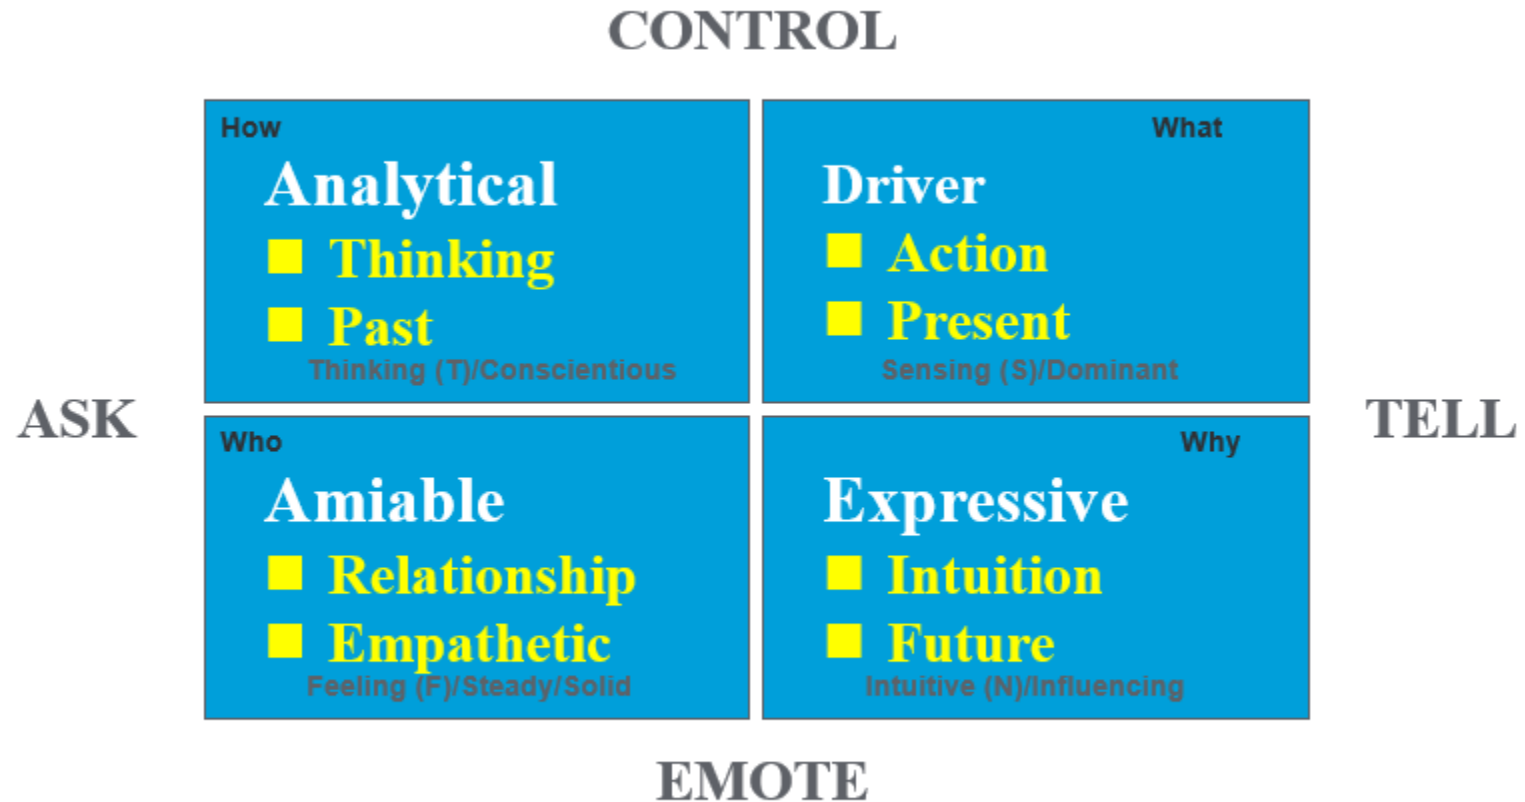 CONTROL
How
Analytical
Thinking
Past
Thinking (T)/Conscientious
What
Driver
Action
Present
Sensing (S)/Dominant
ASK
TELL
Who
Amiable
Relationship
Empathetic
Feeling (F)/Steady/Solid
Why
Expressive
Intuition
Future
Intuitive (N)/Influencing
EMOTE